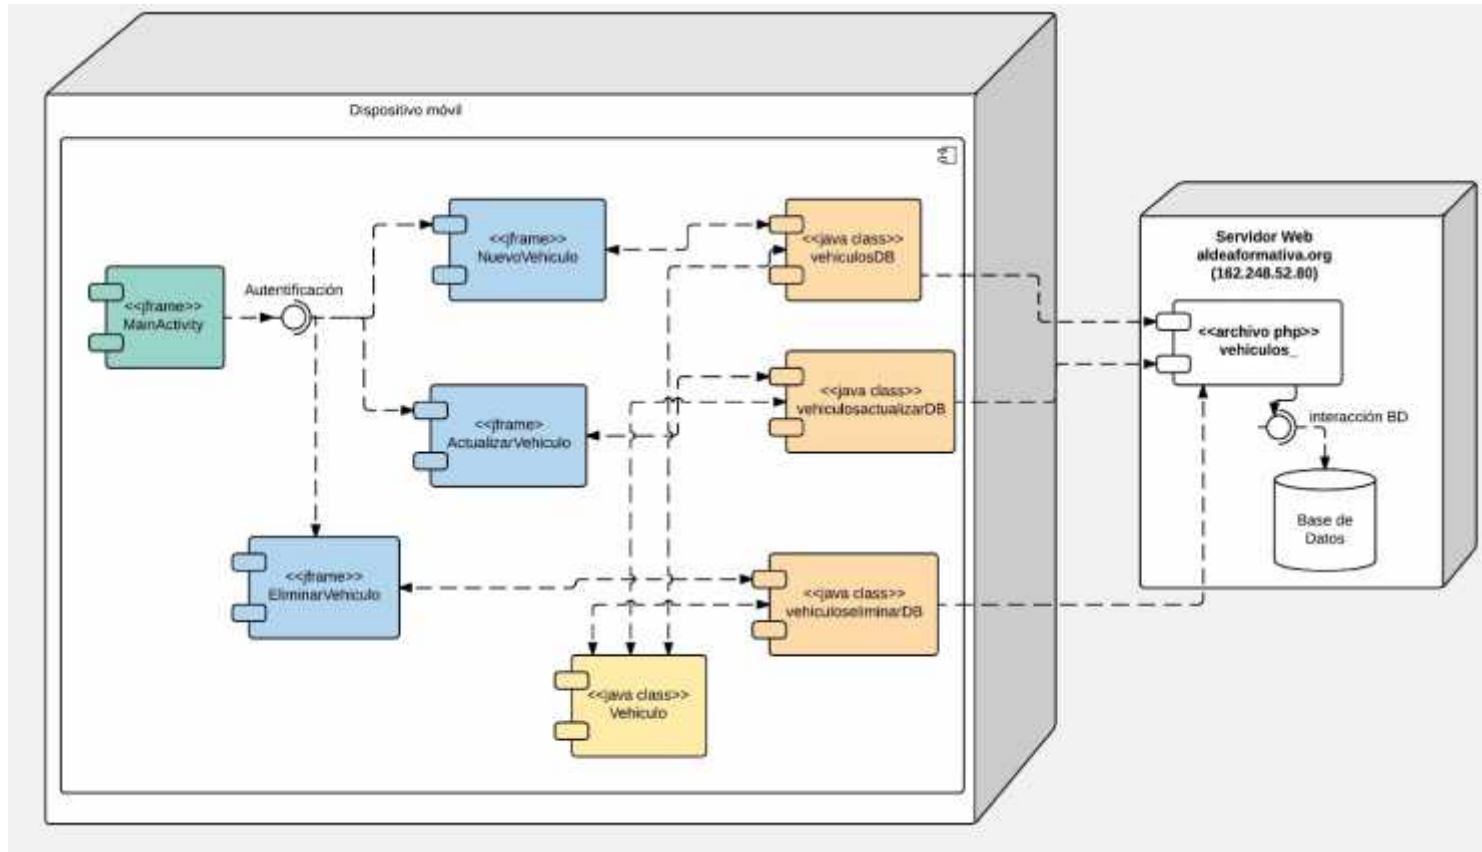 Dispositivo móvil
<<jframe>>
MainActivity
Autentificación
<<jframe>>
NuevoVehiculo
<<jframe>
ActualizarVehiculo
<<jframe>>
EliminarVehiculo
<<java class>>
vehiculosDB
<<java class>>
vehiculosactualizarDB
<<java class>>
vehiculoseliminarDB
<<java class>>
Vehiculo
Servidor Web
aldeaformativa.org
(162.248.52.80)
<<archivo php>>
vehiculos_
interacción BD
Base de
Datos